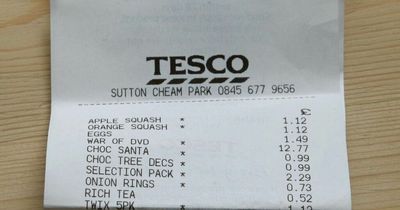 TESCO
SUTTON CHEAM PARK 0845 677 9656
£
APPLE SQUASH * 1.12
ORANGE SQUASH * 1.12
EGGS 1.49
WAR OF DVD * 12.77
CHOC SANTA * 0.99
CHOC TREE DECS * 0.99
SELECTION PACK * 2.29
ONION RINGS * 0.73
RICH TEA 0.52
TWIX 5PK * 1.12